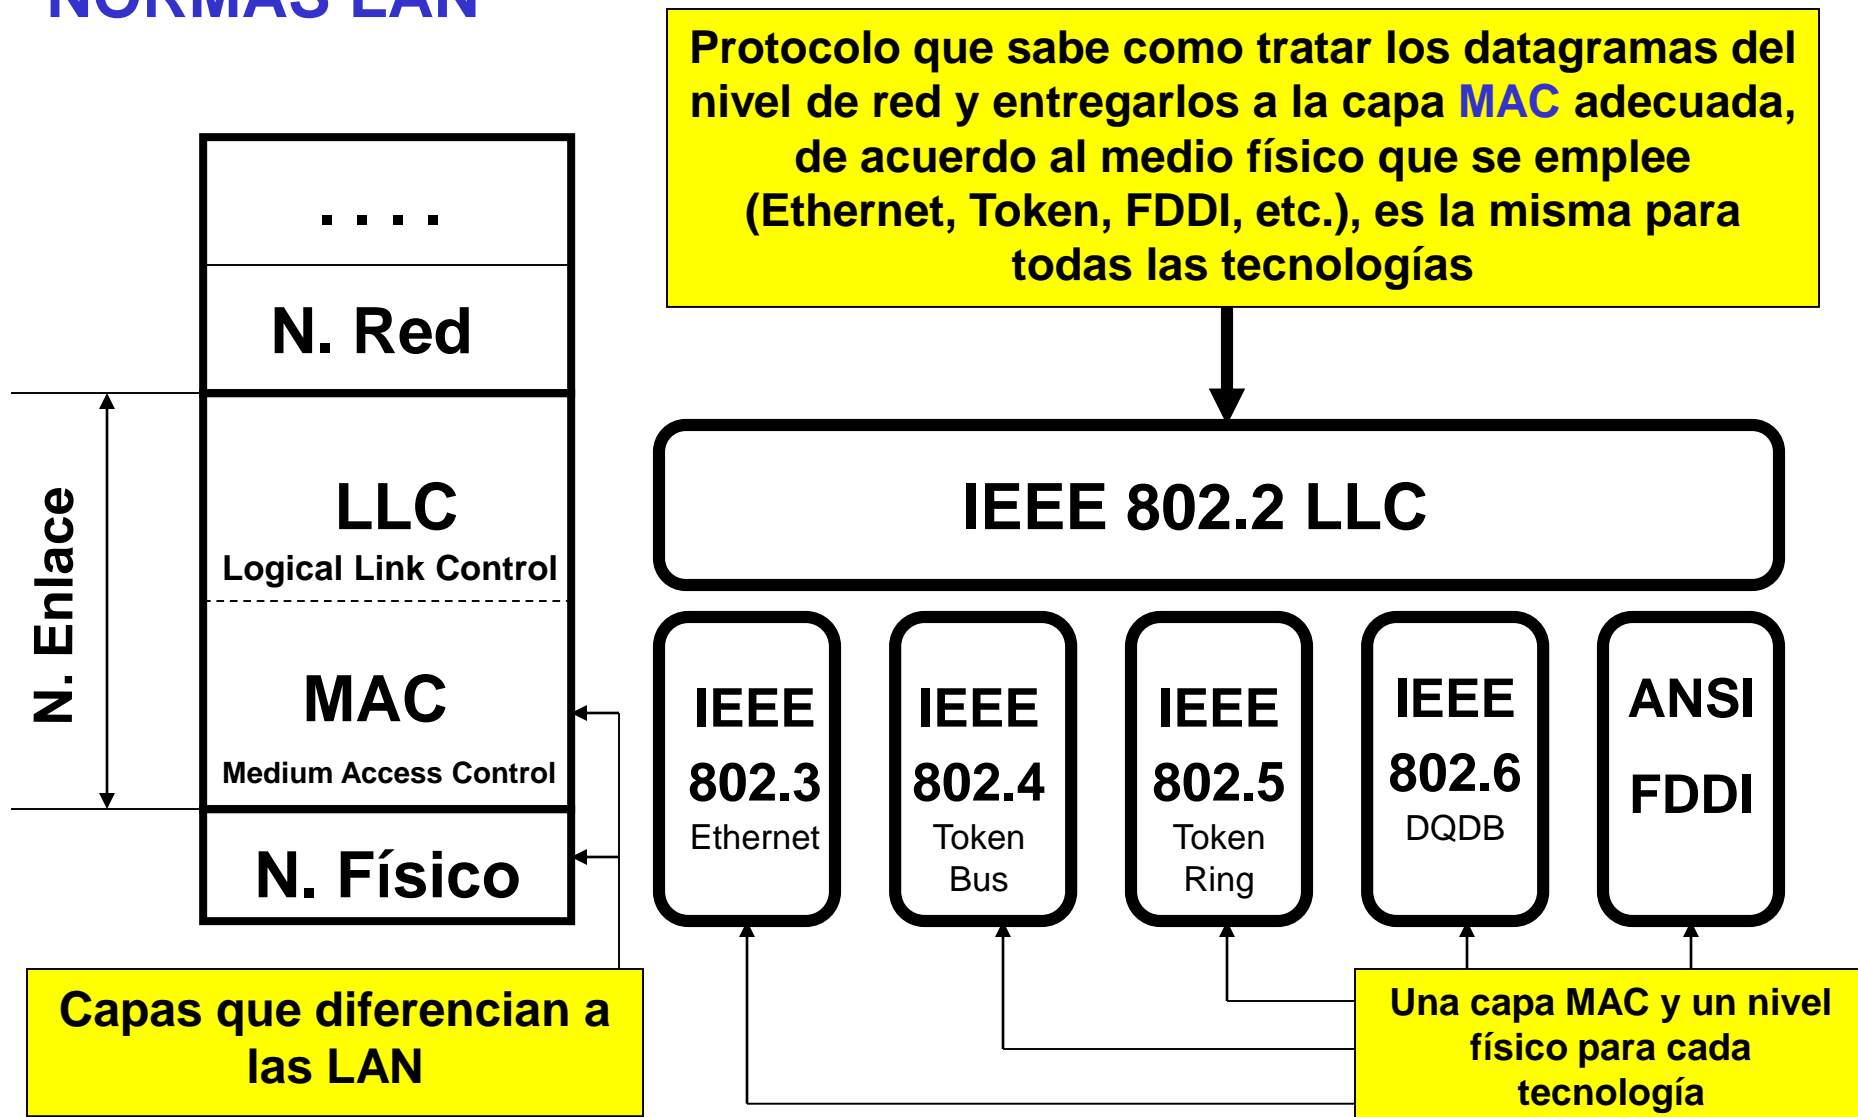 NORMAS LAN
Protocolo que sabe como tratar los datagramas del
nivel de red y entregarlos a la capa MAC adecuada,
de acuerdo al medio físico que se emplee
(Ethernet, Token, FDDI, etc.), es la misma para
todas las tecnologías
. . . .
N. Red
N. Enlace
LLC
Logical Link Control
MAC
Medium Access Control
N. Físico
IEEE 802.2 LLC
IEEE
802.3
Ethernet
IEEE
802.4
Token
Bus
IEEE
802.5
Token
Ring
IEEE
802.6
DQDB
ANSI
FDDI
Capas que diferencian a
las LAN
Una capa MAC y un nivel
físico para cada
tecnología